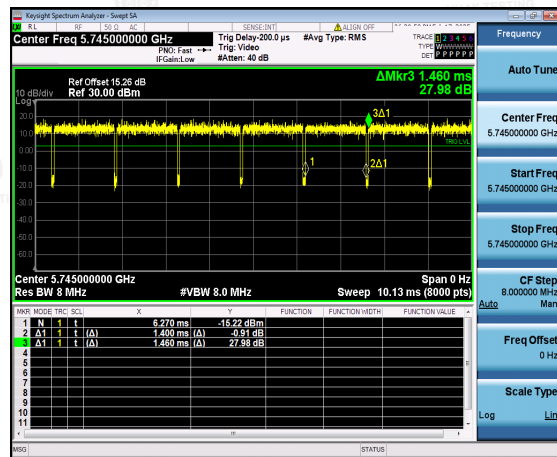 Keysight Spectrum Analyzer - Swept SA
RL RF 50 Ω AC SENSE:INT ALIGN OFF
Center Freq 5.745000000 GHz
PNO: Fast
IFGain:Low
Trig Delay-200.0 µs
Trig: Video
#Atten: 40 dB
#Avg Type: RMS
TRACE 1 2 3 4 5 6
TYPE WWWWWW
DET P P P P P P
Ref Offset 15.26 dB
10 dB/div Ref 30.00 dBm
ΔMkr3 1.460 ms
27.98 dB
Log
20.0
10.0
0.00
-10.0
-20.0
-30.0
-40.0
-50.0
-60.0
3Δ1
TRIG LVL
1
2Δ1
Center 5.745000000 GHz Span 0 Hz
Res BW 8 MHz #VBW 8.0 MHz Sweep 10.13 ms (8000 pts)
MKR MODE TRC SCL X Y FUNCTION FUNCTION WIDTH FUNCTION VALUE
1 N 1 t 6.270 ms -15.22 dBm
2 Δ1 1 t (Δ) 1.400 ms (Δ) -0.91 dB
3 Δ1 1 t (Δ) 1.460 ms (Δ) 27.98 dB
4
5
6
7
8
9
10
11
MSG STATUS
Frequency
Auto Tune
Center Freq
5.745000000 GHz
Start Freq
5.745000000 GHz
Stop Freq
5.745000000 GHz
CF Step
8.000000 MHz
Auto Man
Freq Offset
0 Hz
Scale Type
Log Lin